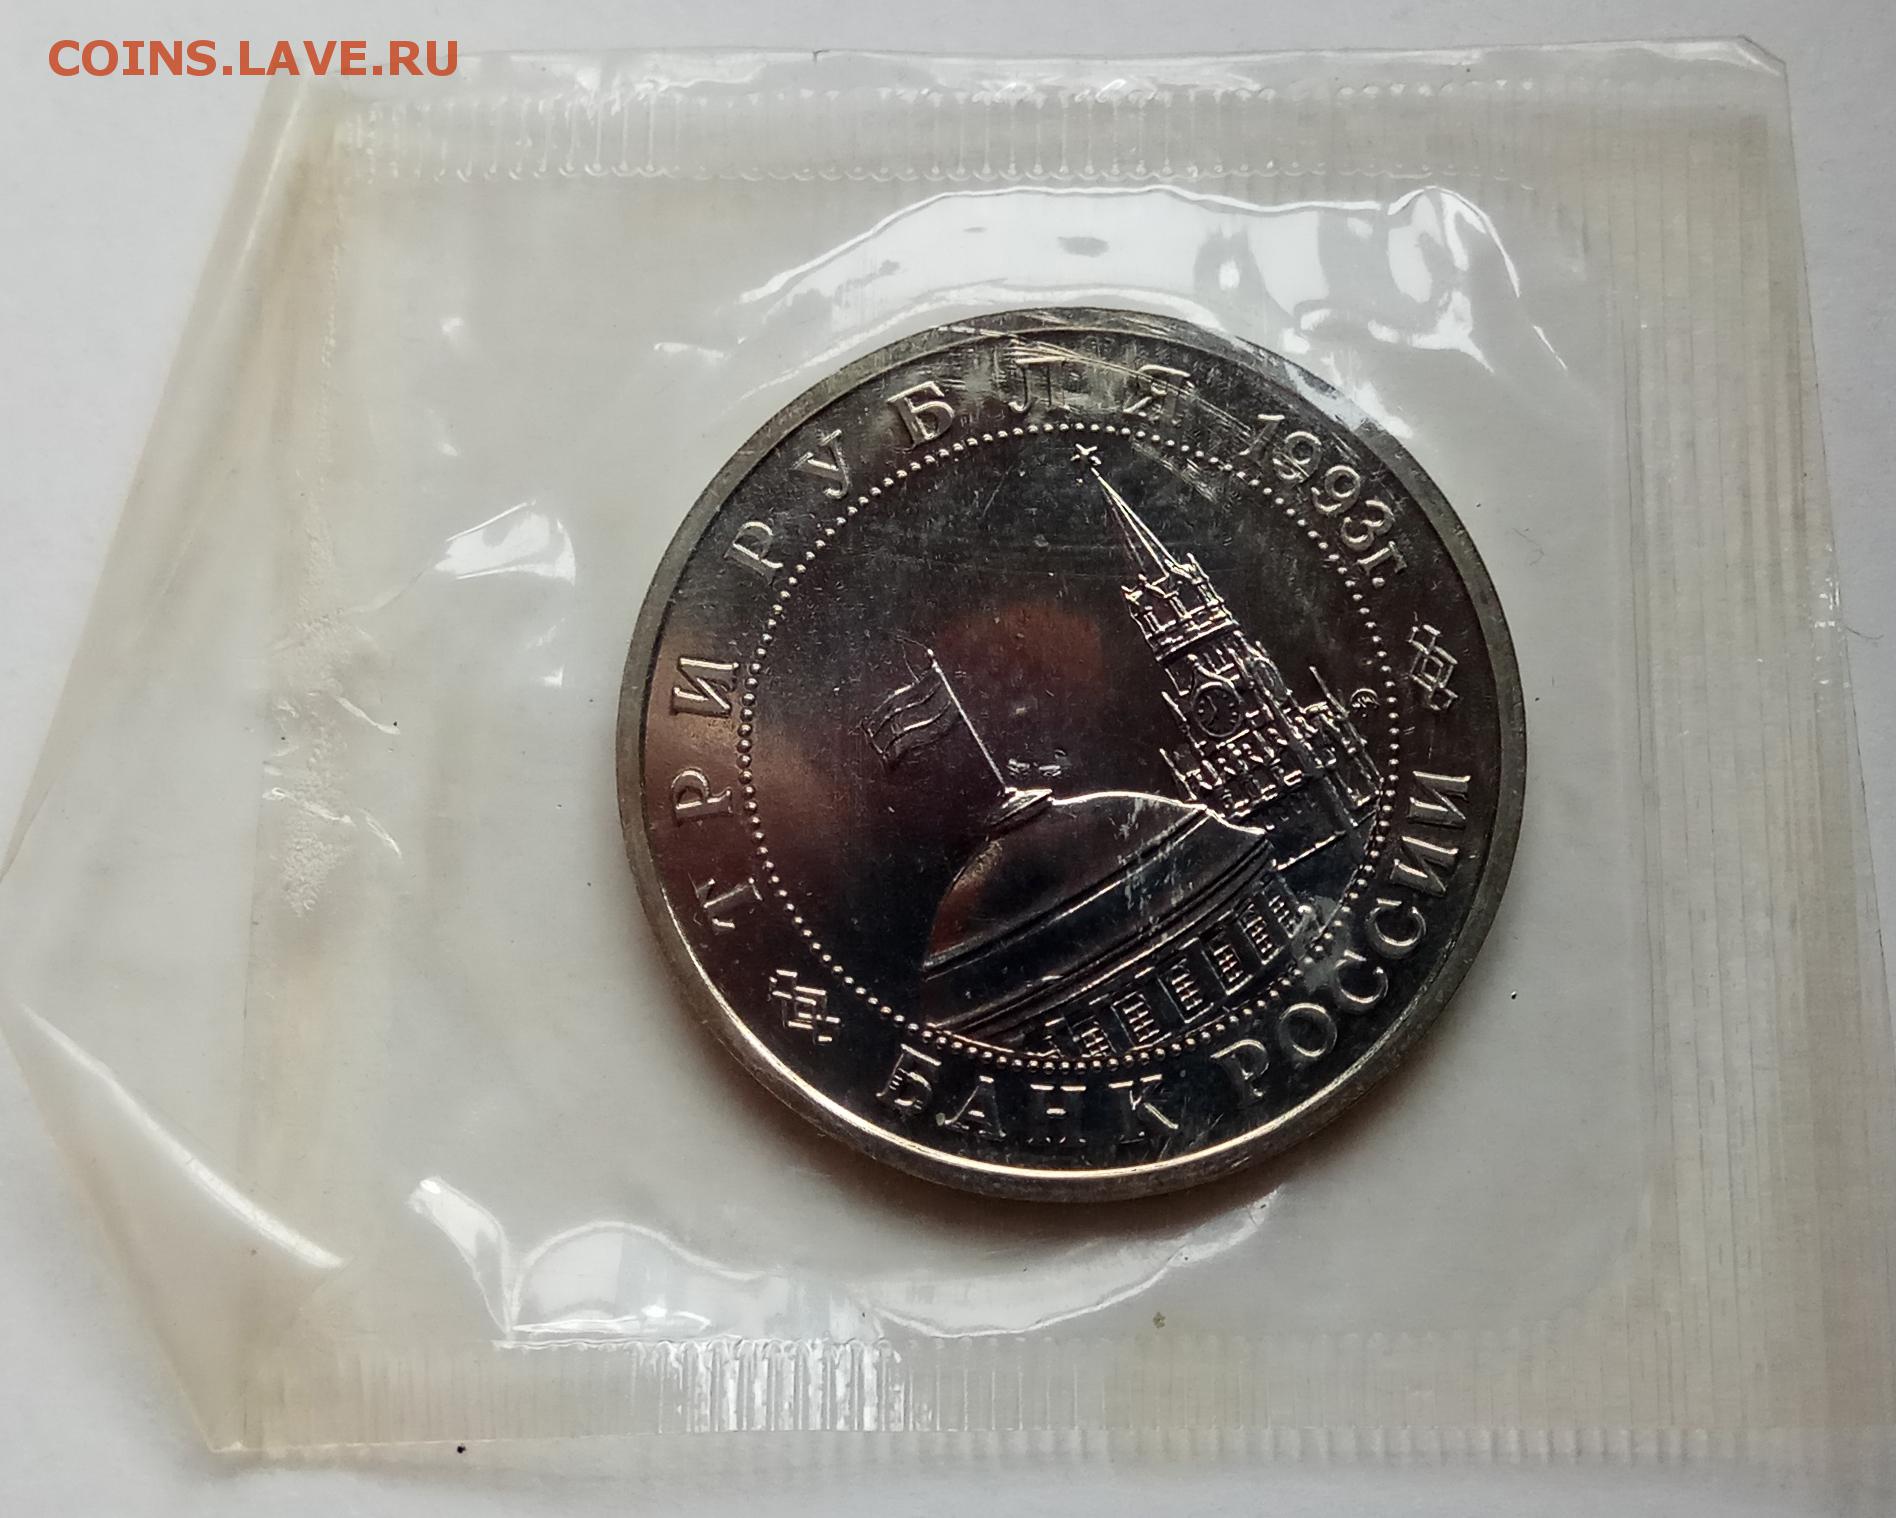 COINS.LAVE.RU
ТРИ РУБЛЯ 1993г.
БАНК РОССИИ